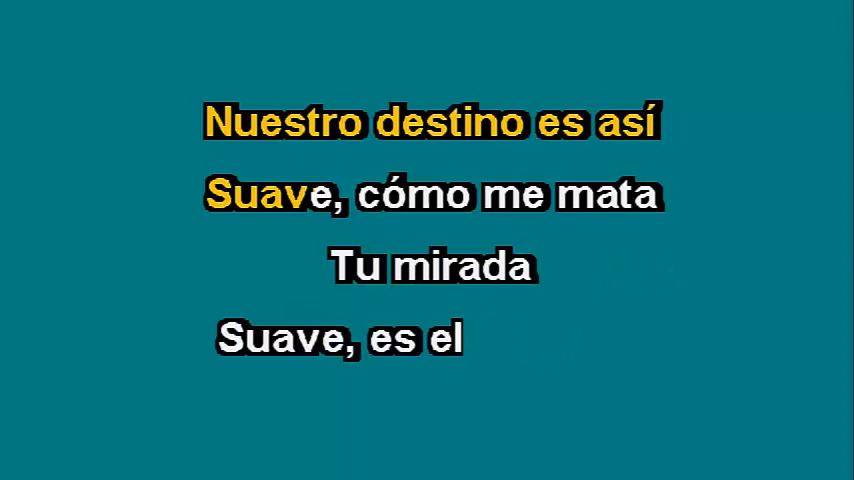 Nuestro destino es así
Suave, cómo me mata
Tu mirada
Suave, es el